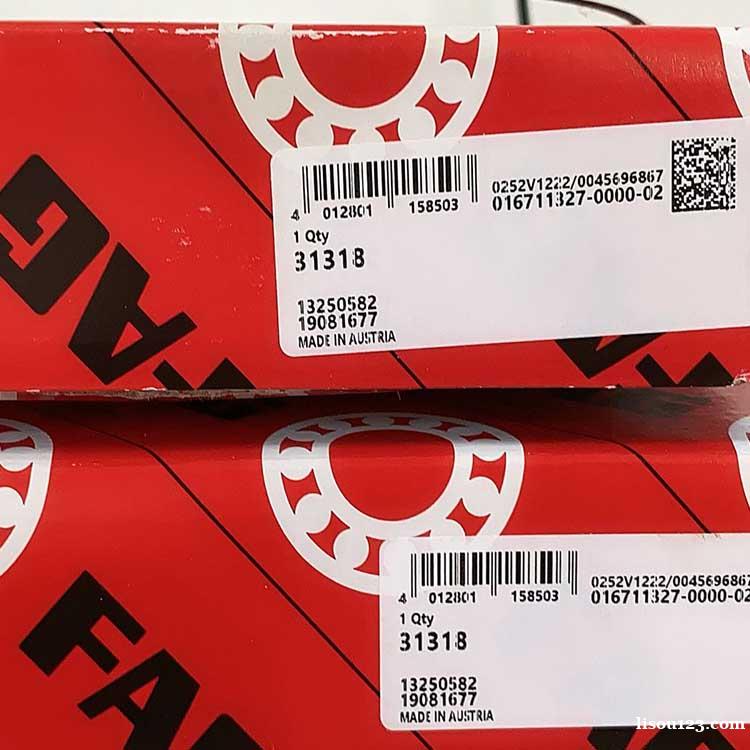 0252V1222/0045696867
016711327-0000-02
4 012801 158503
1 Qty
31318
13250582
19081677
MADE IN AUSTRIA
FAG
0252V1222/0045696867
016711327-0000-02
4 012801 158503
1 Qty
31318
13250582
19081677
MADE IN AUSTRIA
FAG
lisou123.com